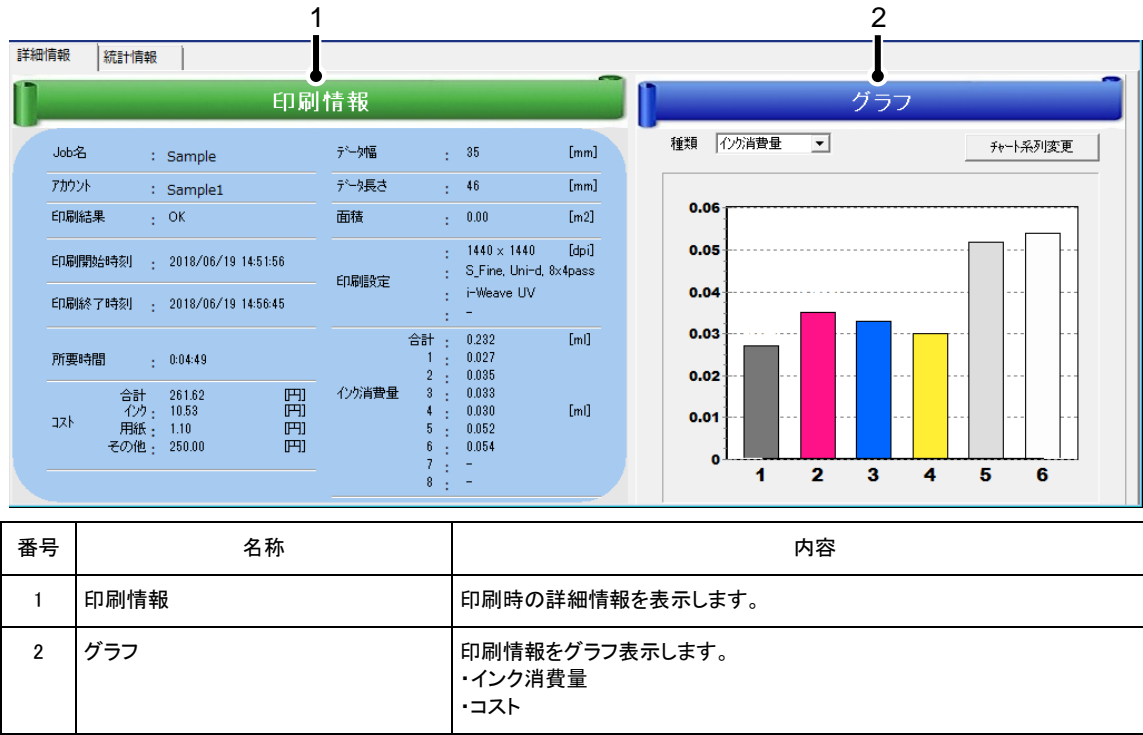 1
2
詳細情報 統計情報
印刷情報
Job名 : Sample
アカウント : Sample1
印刷結果 : OK
印刷開始時刻 : 2018/06/19 14:51:56
印刷終了時刻 : 2018/06/19 14:56:45
所要時間 : 0:04:49
コスト
合計 261.62 [円]
インク : 10.53 [円]
用紙 : 1.10 [円]
その他 : 250.00 [円]
データ幅 : 35 [mm]
データ長さ : 46 [mm]
面積 : 0.00 [m2]
印刷設定
: 1440 x 1440 [dpi]
: S_Fine, Uni-d, 8x4pass
: i-Weave UV
: -
インク消費量
合計 : 0.232 [ml]
1 : 0.027
2 : 0.035
3 : 0.033
4 : 0.030 [ml]
5 : 0.052
6 : 0.054
7 : -
8 : -
グラフ
種類 インク消費量 チャート系列変更
0.06
0.05
0.04
0.03
0.02
0.01
0
1 2 3 4 5 6
番号 名称 内容
1 印刷情報 印刷時の詳細情報を表示します。
2 グラフ 印刷情報をグラフ表示します。
・インク消費量
・コスト